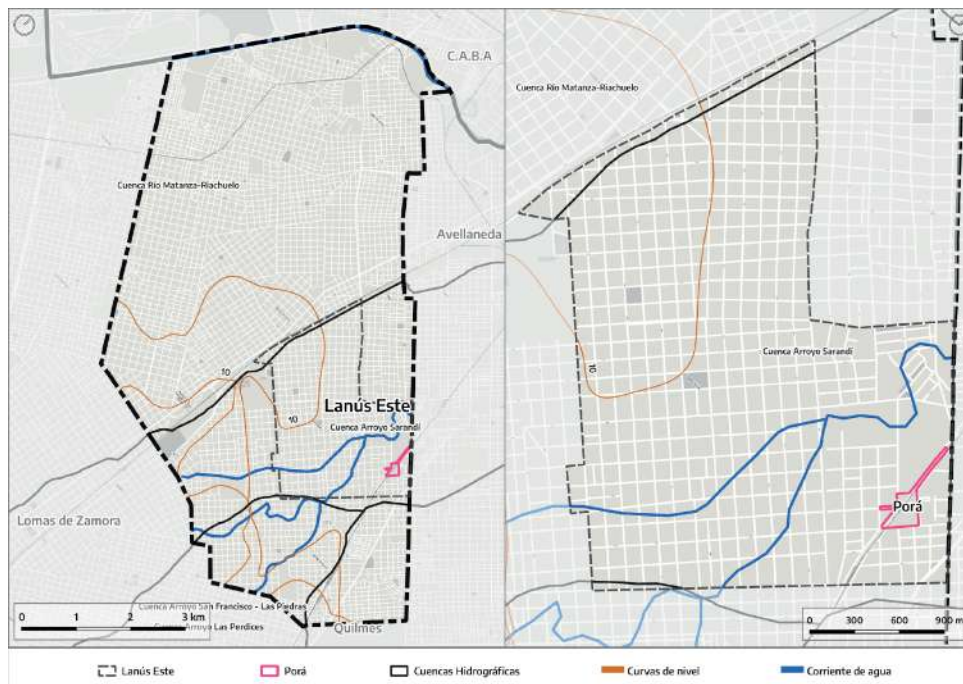 C.A.B.A
Cuenca Río Matanza-Riachuelo
Avellaneda
10
10
Lanús Este
Cuenca Arroyo Sarandí
Lomas de Zamora
0 1 2 3 km
Cuenca Arroyo San Francisco - Las Piedras
Arroyo Las Perdices
Quilmes
Cuenca Río Matanza-Riachuelo
10
Cuenca Arroyo Sarandí
Porá
0 300 600 900 m
Lanús Este
Porá
Cuencas Hidrográficas
Curvas de nivel
Corriente de agua